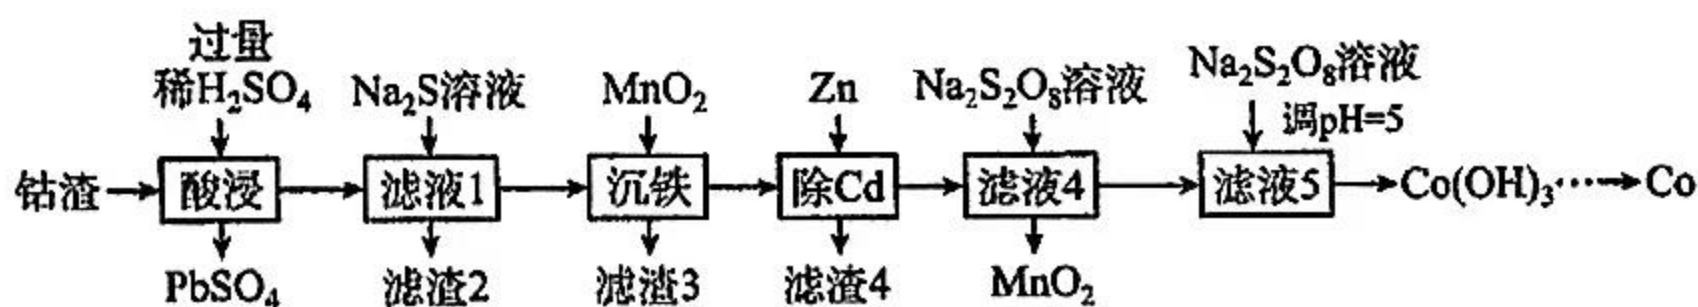 过量
稀H₂SO₄ Na₂S溶液 MnO₂ Zn Na₂S₂O₈溶液 Na₂S₂O₈溶液
调pH=5
钴渣 酸浸 滤液1 沉铁 除Cd 滤液4 滤液5 Co(OH)₃ Co
PbSO₄ 滤渣2 滤渣3 滤渣4 MnO₂